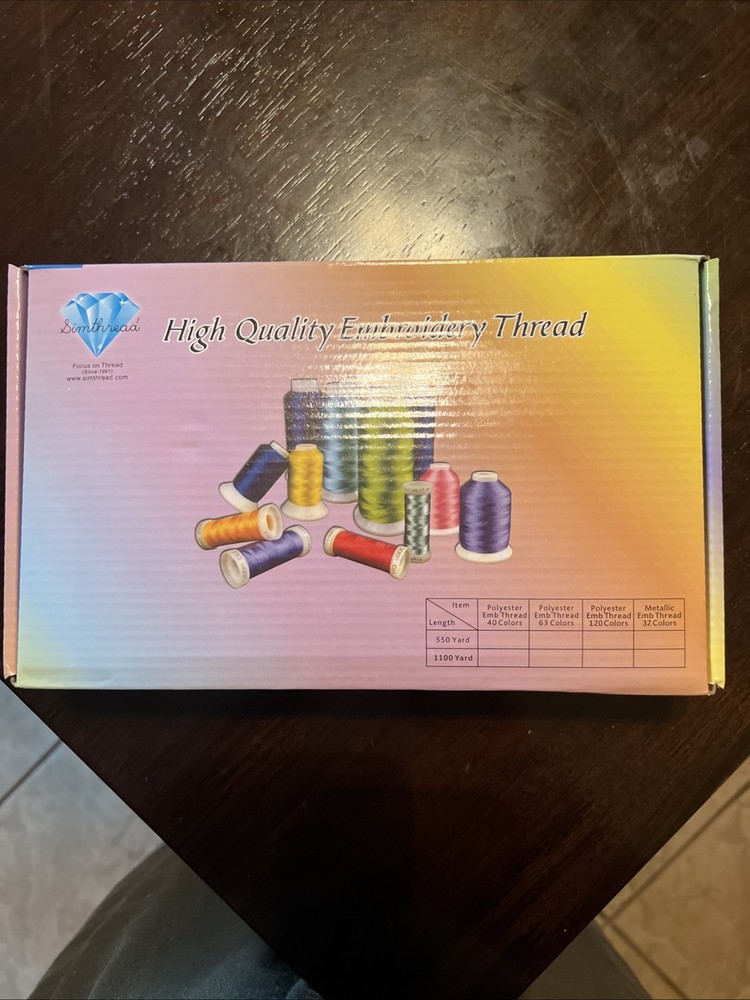 Simthread
Focus on Thread
(Since 1991)
www.simthread.com
High Quality Embroidery Thread
Item
Length
Polyester
Emb Thread
40 Colors
Polyester
Emb Thread
63 Colors
Polyester
Emb Thread
120 Colors
Metallic
Emb Thread
32 Colors
550 Yard
1100 Yard